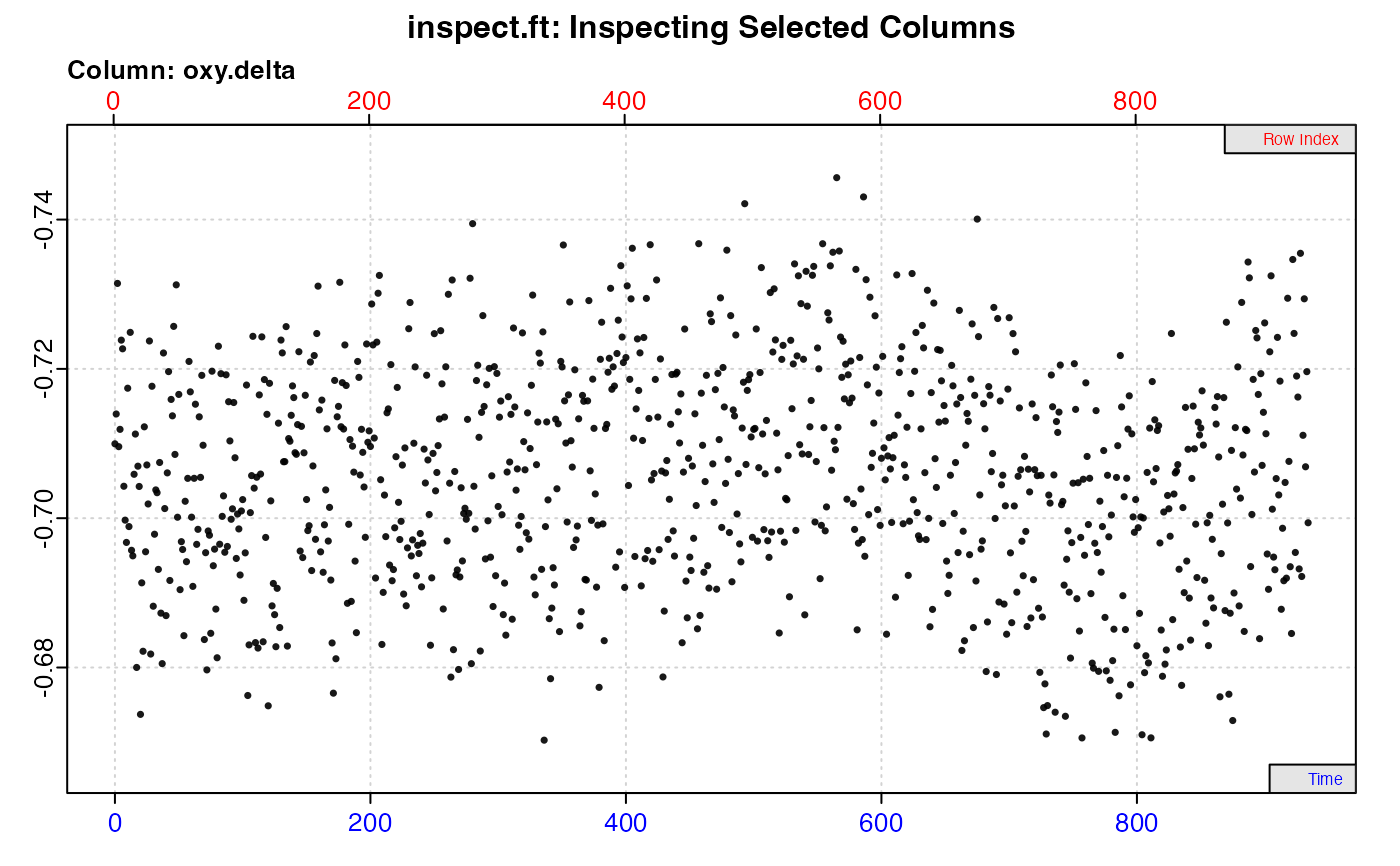 inspect.ft: Inspecting Selected Columns
Column: oxy.delta
0 200 400 600 800
Row Index
-0.74
-0.72
-0.70
-0.68
Time
0 200 400 600 800